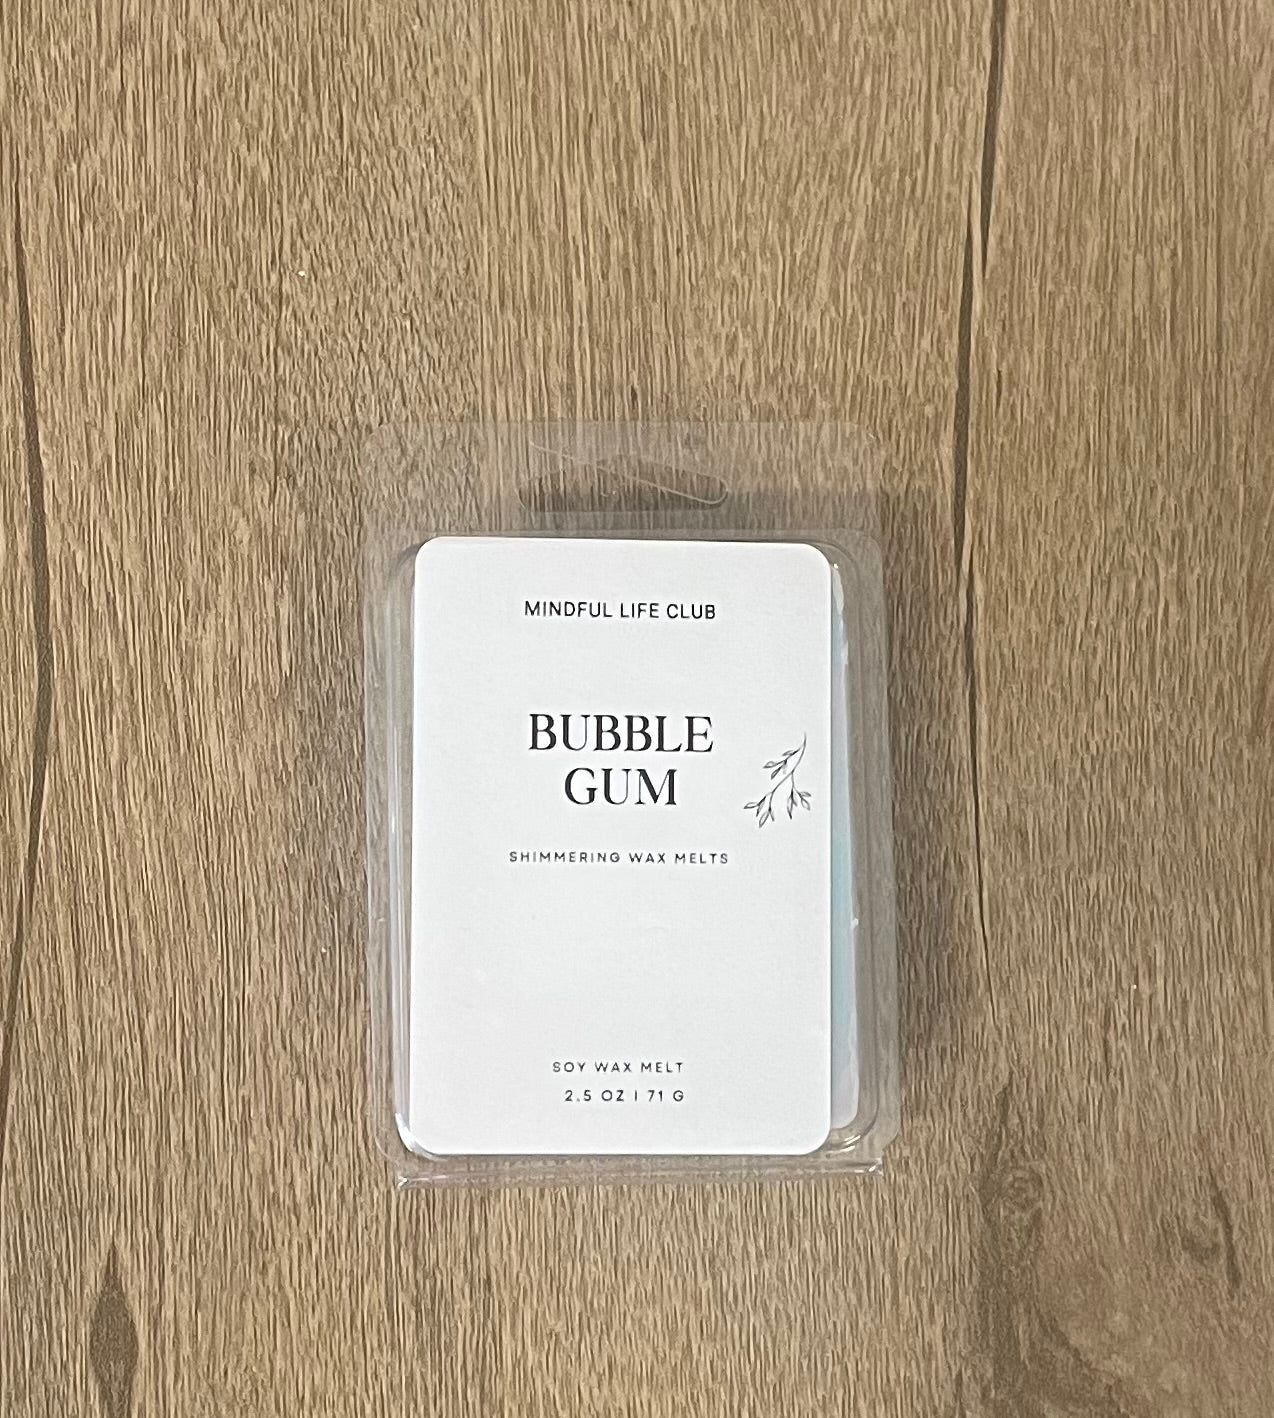 MINDFUL LIFE CLUB
BUBBLE
GUM
SHIMMERING WAX MELTS
SOY WAX MELT
2.5 OZ | 71 G